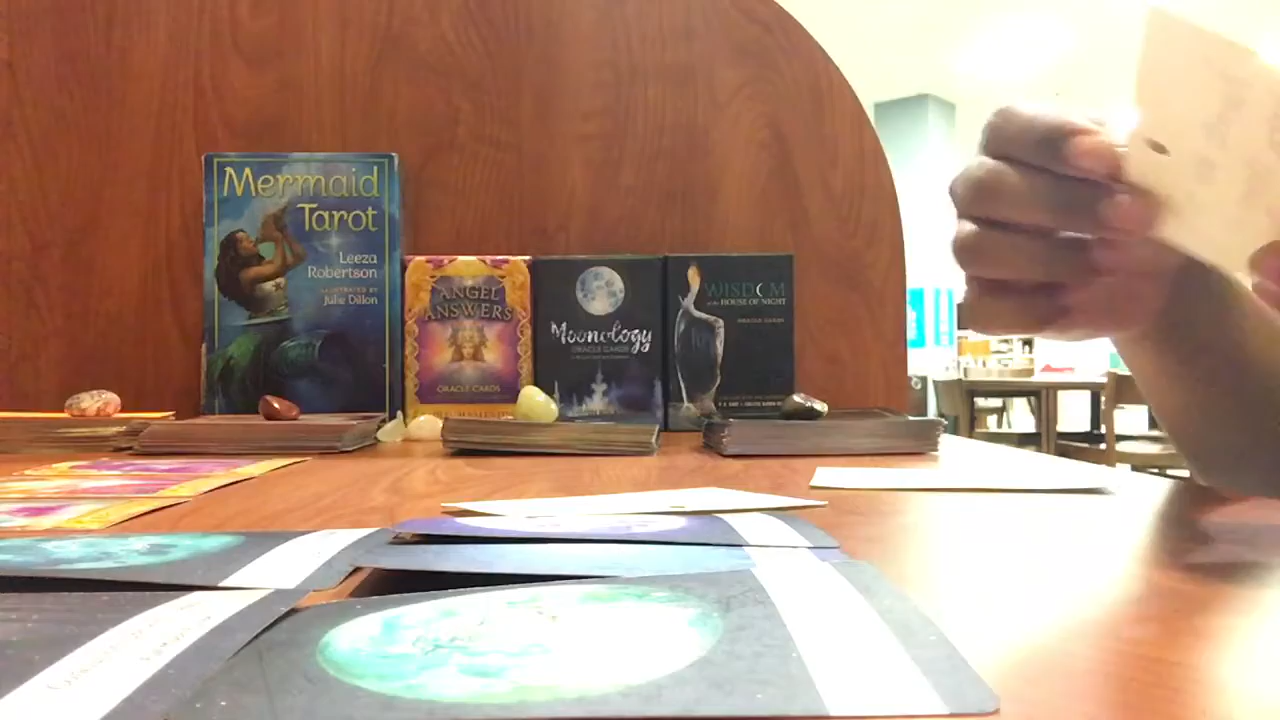 Mermaid
Tarot
Leeza
Robertson
ILLUSTRATED BY
Julie Dillon
ANGEL
ANSWERS
ORACLE CARDS
Moonology
ORACLE CARDS
WISDOM
of the HOUSE OF NIGHT
ORACLE CARDS